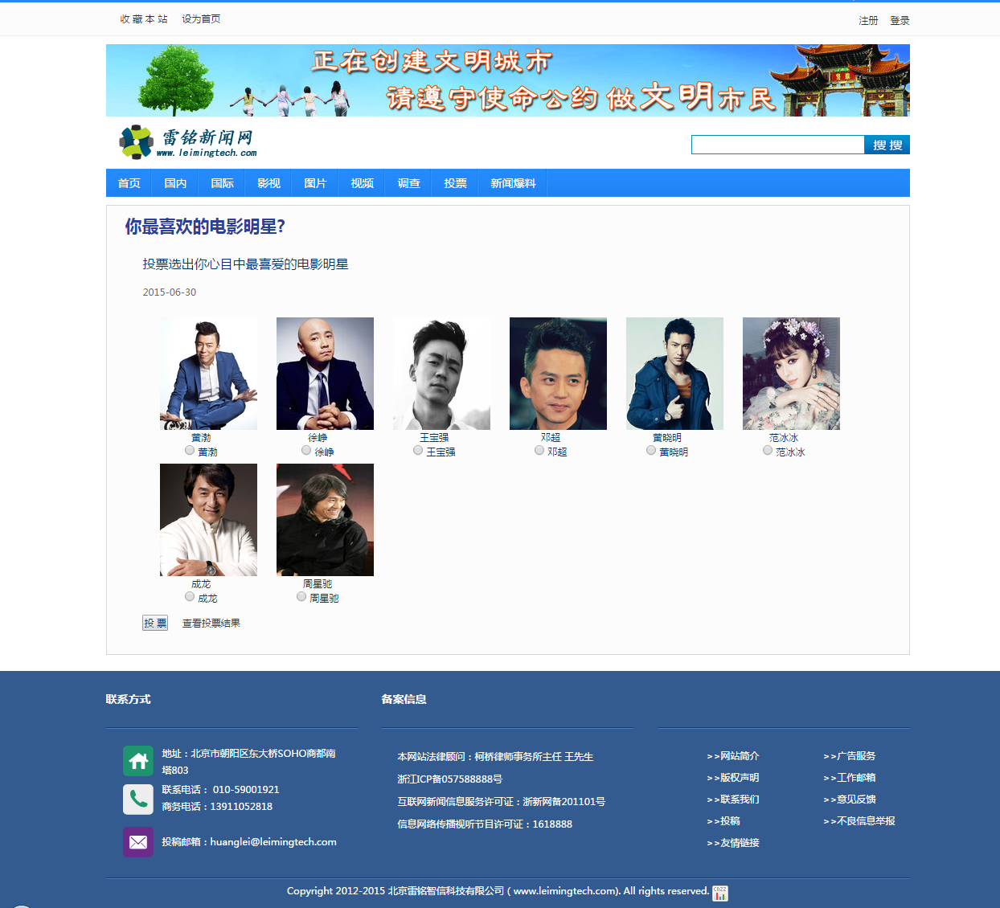 收 藏 本 站 设为首页
注册 登录
正在创建文明城市
请遵守使命公约 做文明市民
雷铭新闻网
www.leimingtech.com
搜 搜
首页 国内 国际 影视 图片 视频 调查 投票 新闻爆料
你最喜欢的电影明星?
投票选出你心目中最喜爱的电影明星
2015-06-30
黄渤 徐峥 王宝强 邓超 黄晓明 范冰冰
黄渤 徐峥 王宝强 邓超 黄晓明 范冰冰
成龙 周星驰
成龙 周星驰
投 票 查看投票结果
联系方式
地址：北京市朝阳区东大桥SOHO商都南
塔803
联系电话： 010-59001921
商务电话：13911052818
投稿邮箱：huanglei@leimingtech.com
备案信息
本网站法律顾问：柯桥律师事务所主任 王先生
浙江ICP备057588888号
互联网新闻信息服务许可证：浙新网备201101号
信息网络传播视听节目许可证：1618888
>>网站简介 >>广告服务
>>版权声明 >>工作邮箱
>>联系我们 >>意见反馈
>>投稿 >>不良信息举报
>>友情链接
Copyright 2012-2015 北京雷铭智信科技有限公司 ( www.leimingtech.com). All rights reserved.